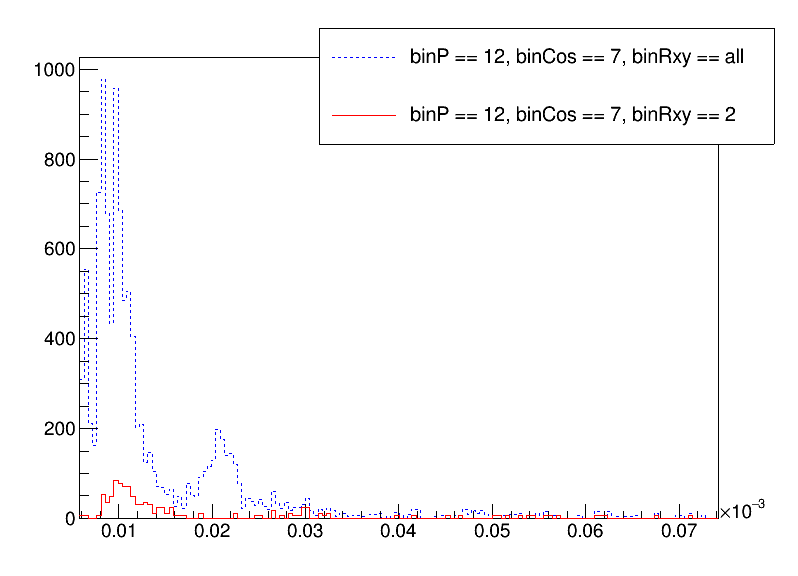 binP == 12, binCos == 7, binRxy == all
binP == 12, binCos == 7, binRxy == 2
1000
800
600
400
200
0
0.01 0.02 0.03 0.04 0.05 0.06 0.07
×10⁻³